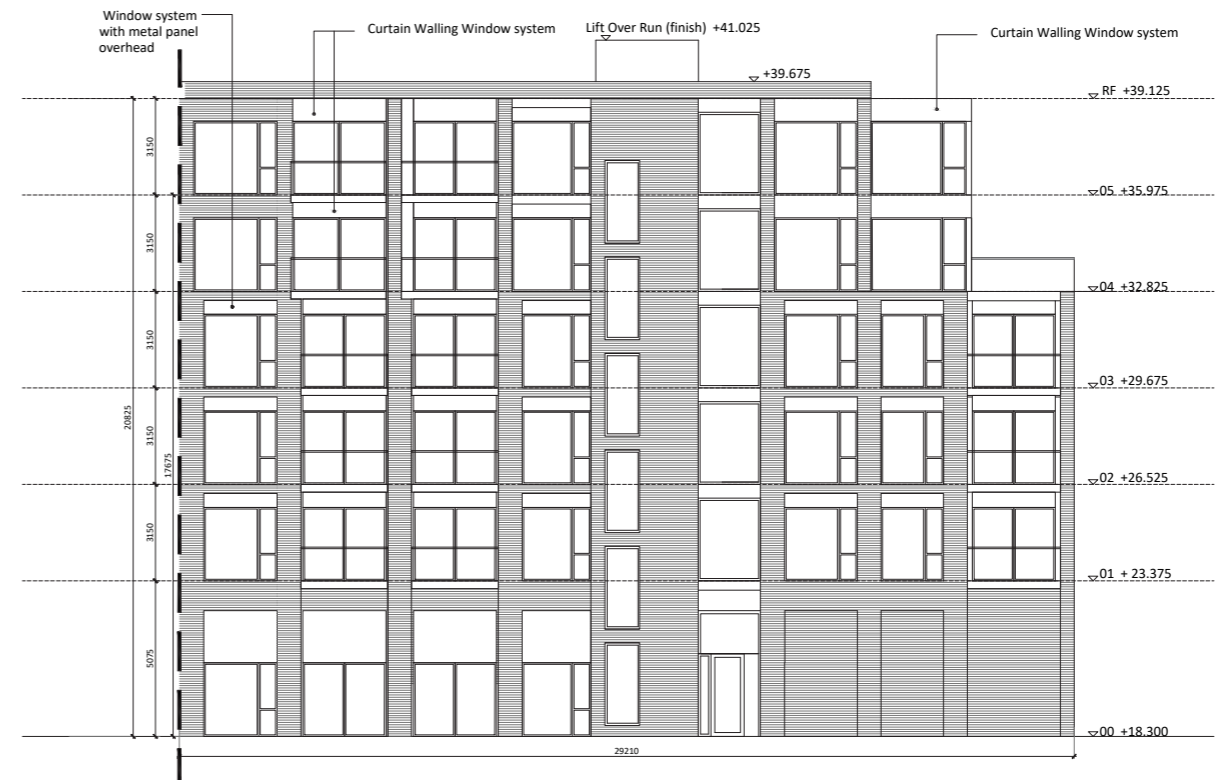 Window system
with metal panel
overhead
Curtain Walling Window system
Lift Over Run (finish) +41.025
Curtain Walling Window system
+39.675
RF +39.125
3150
05 +35.975
3150
04 +32.825
3150
03 +29.675
20825
3150
17675
02 +26.525
3150
01 + 23.375
5075
00 +18.300
29210